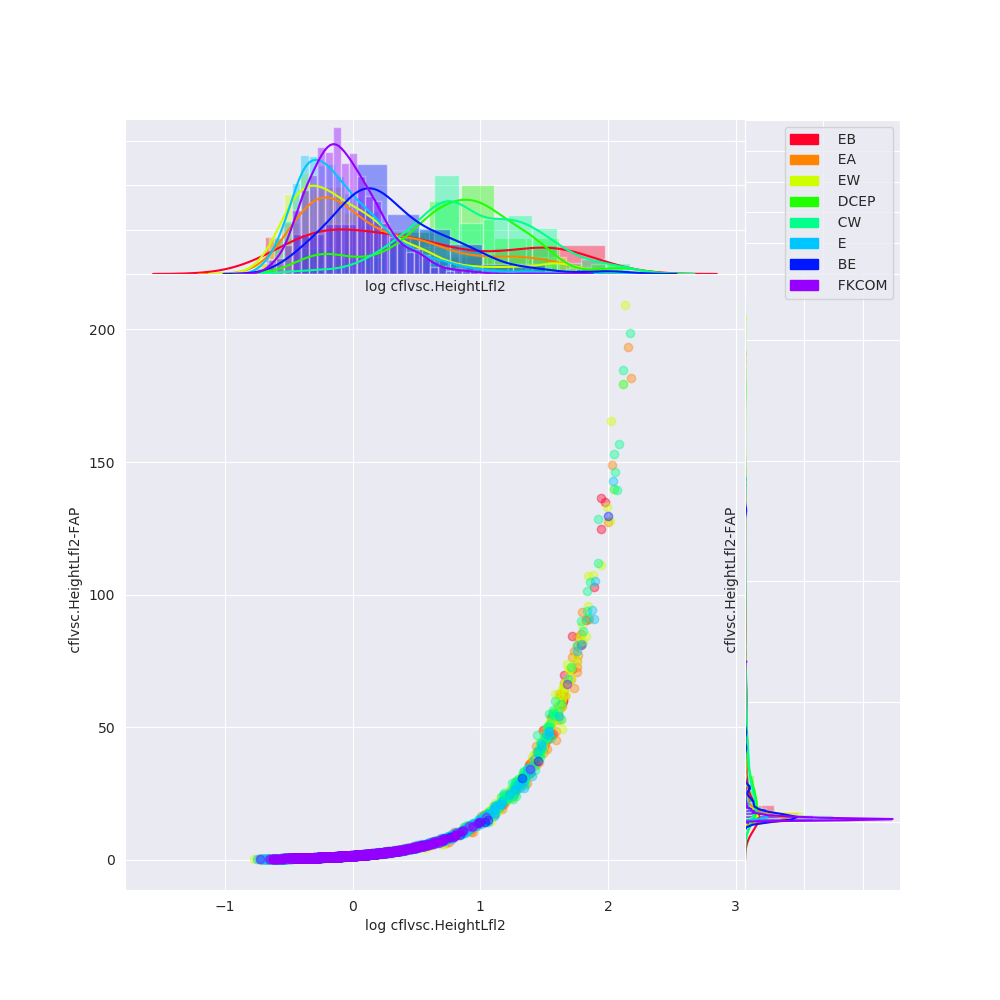 EB
EA
EW
DCEP
CW
E
BE
FKCOM
log cflvsc.HeightLfl2
200
150
100
50
0
cflvsc.HeightLfl2-FAP
cflvsc.HeightLfl2-FAP
−1
0
1
2
3
log cflvsc.HeightLfl2